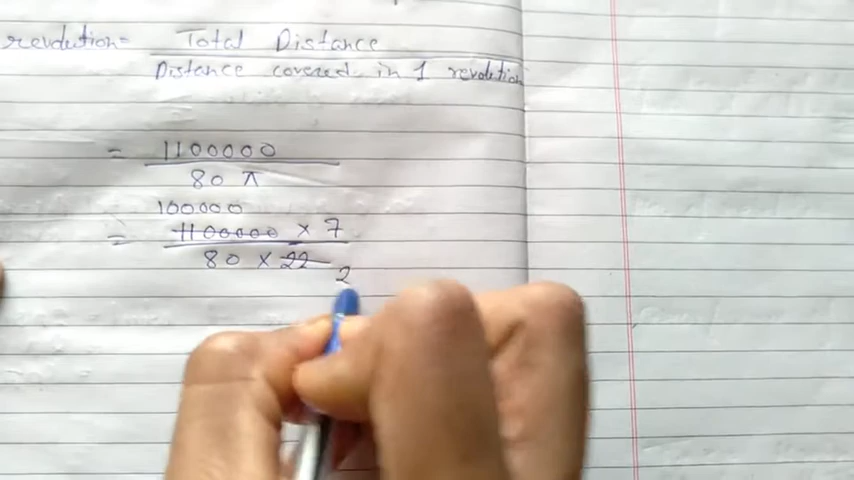 revolution= Total Distance
Distance covered in 1 revolution
= 1100000
80 π
100000
= 1100000 × 7
80 × 22 2